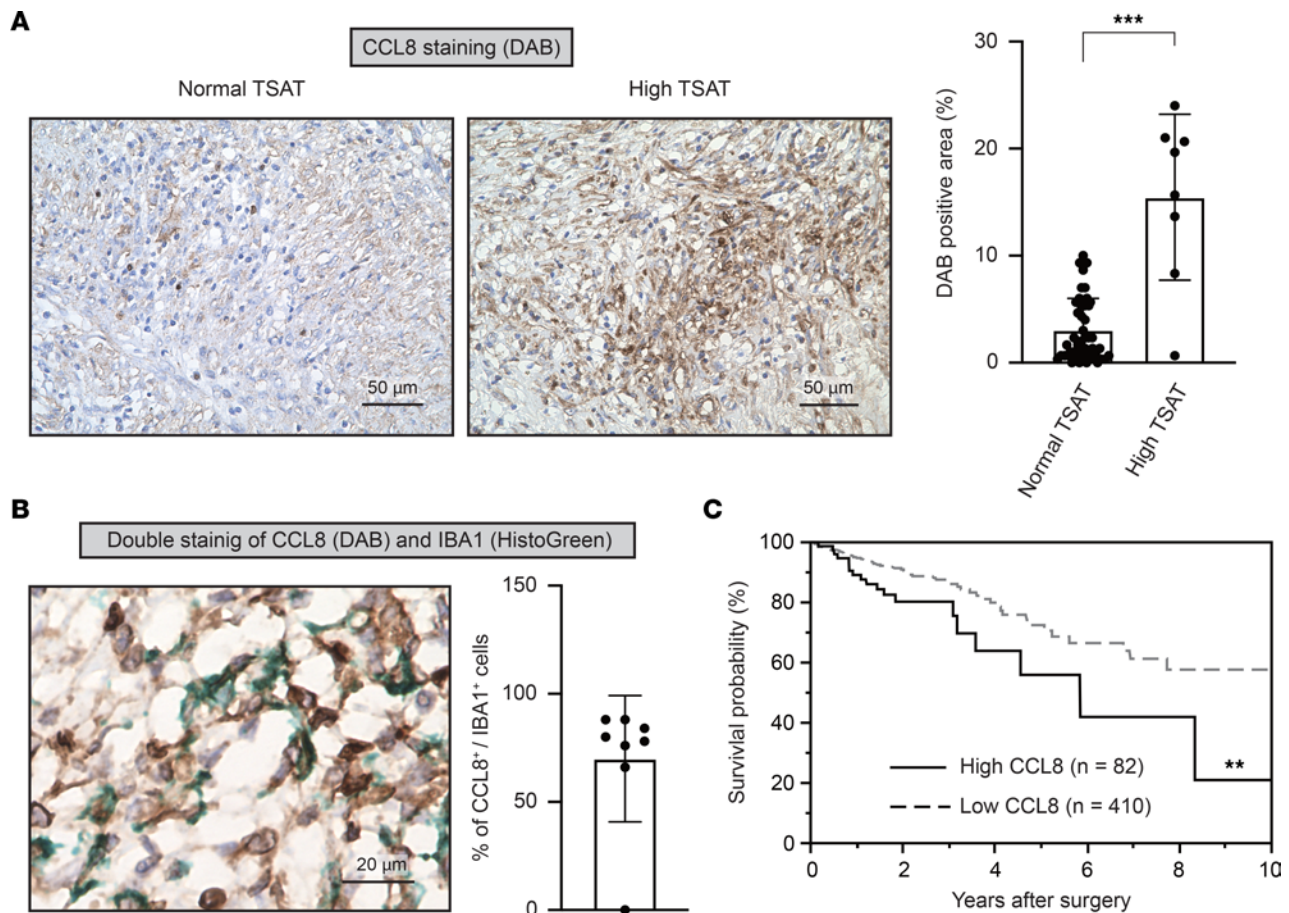 A
CCL8 staining (DAB)
Normal TSAT
High TSAT
50 µm
50 µm
***
30
20
10
0
DAB positive area (%)
Normal TSAT
High TSAT
B
Double stainig of CCL8 (DAB) and IBA1 (HistoGreen)
20 µm
150
100
50
0
% of CCL8⁺ / IBA1⁺ cells
C
100
80
60
40
20
0
Survivlal probability (%)
High CCL8 (n = 82)
Low CCL8 (n = 410)
**
0 2 4 6 8 10
Years after surgery